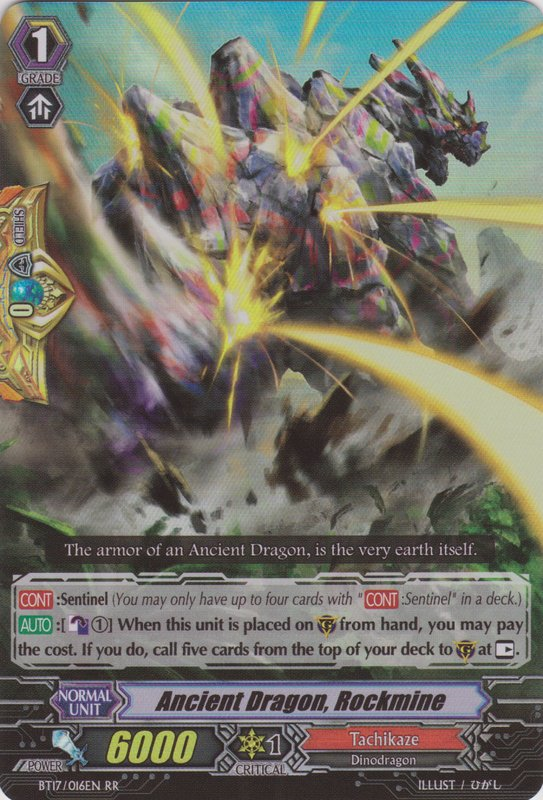 1
GRADE
SHIELD
0
The armor of an Ancient Dragon, is the very earth itself.
CONT :Sentinel (You may only have up to four cards with "CONT :Sentinel" in a deck.)
AUTO :[ ①] When this unit is placed on G from hand, you may pay
the cost. If you do, call five cards from the top of your deck to G at .
NORMAL
UNIT
Ancient Dragon, Rockmine
POWER
6000
1
CRITICAL
Tachikaze
Dinodragon
BT17/016EN RR
ILLUST / ひがし